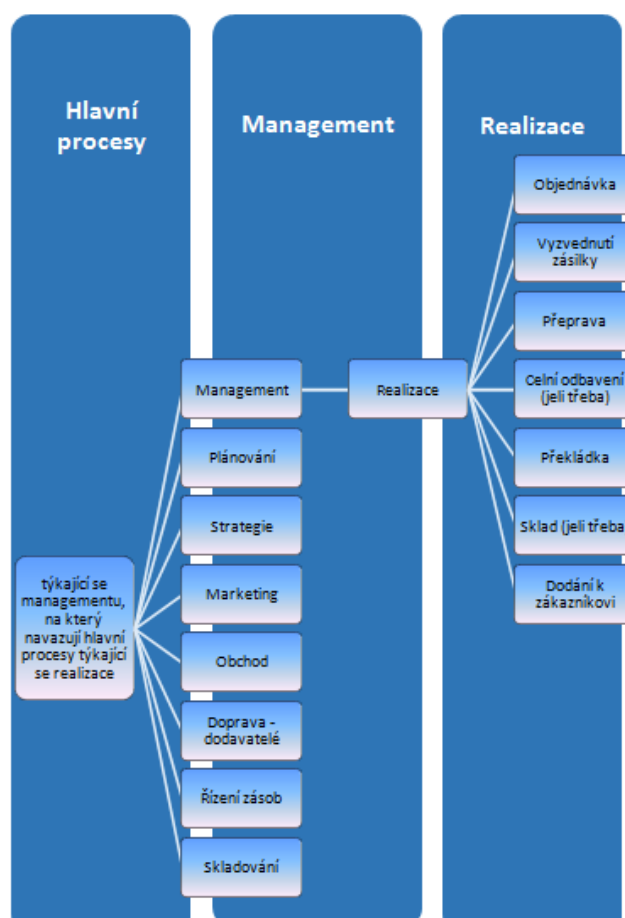 Hlavní
procesy
Management
Realizace
Objednávka
Vyzvednutí
zásilky
Přeprava
Management
Realizace
Celní odbavení
(jeli třeba)
Plánování
Překládka
Strategie
Sklad (jeli třeba
týkající se
managementu,
na který
navazují hlavní
procesy týkající
se realizace
Marketing
Dodání k
zákazníkovi
Obchod
Doprava -
dodavatelé
Řízení zásob
Skladování